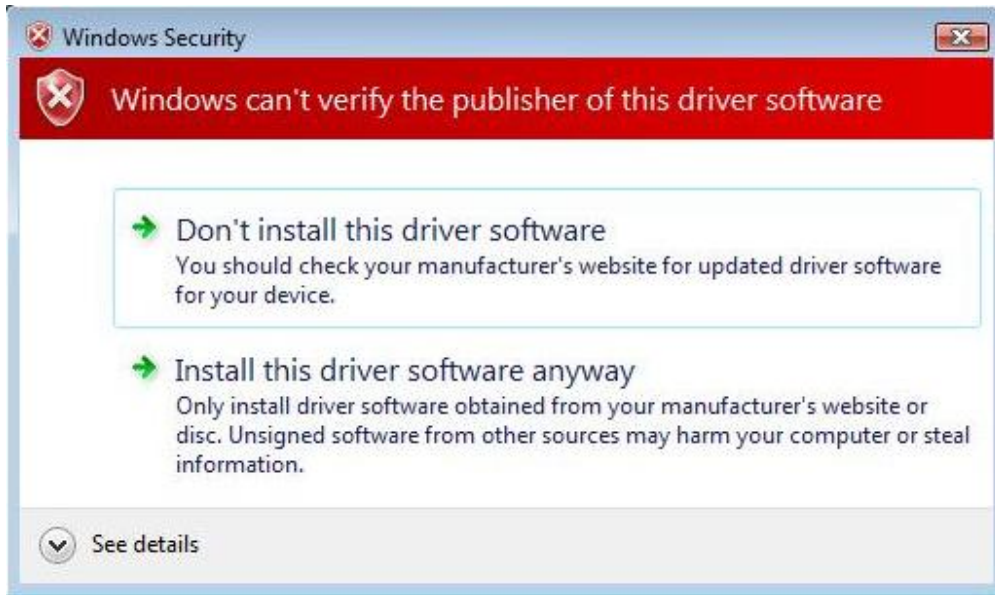 Windows Security
Windows can't verify the publisher of this driver software
Don't install this driver software
You should check your manufacturer's website for updated driver software
for your device.
Install this driver software anyway
Only install driver software obtained from your manufacturer's website or
disc. Unsigned software from other sources may harm your computer or steal
information.
See details